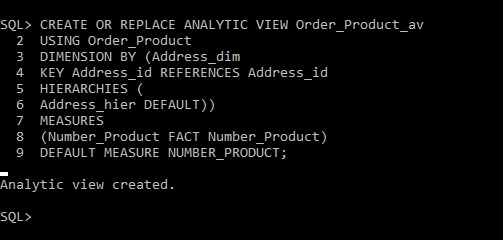 SQL> CREATE OR REPLACE ANALYTIC VIEW Order_Product_av
2 USING Order_Product
3 DIMENSION BY (Address_dim
4 KEY Address_id REFERENCES Address_id
5 HIERARCHIES (
6 Address_hier DEFAULT))
7 MEASURES
8 (Number_Product FACT Number_Product)
9 DEFAULT MEASURE NUMBER_PRODUCT;
Analytic view created.
SQL>